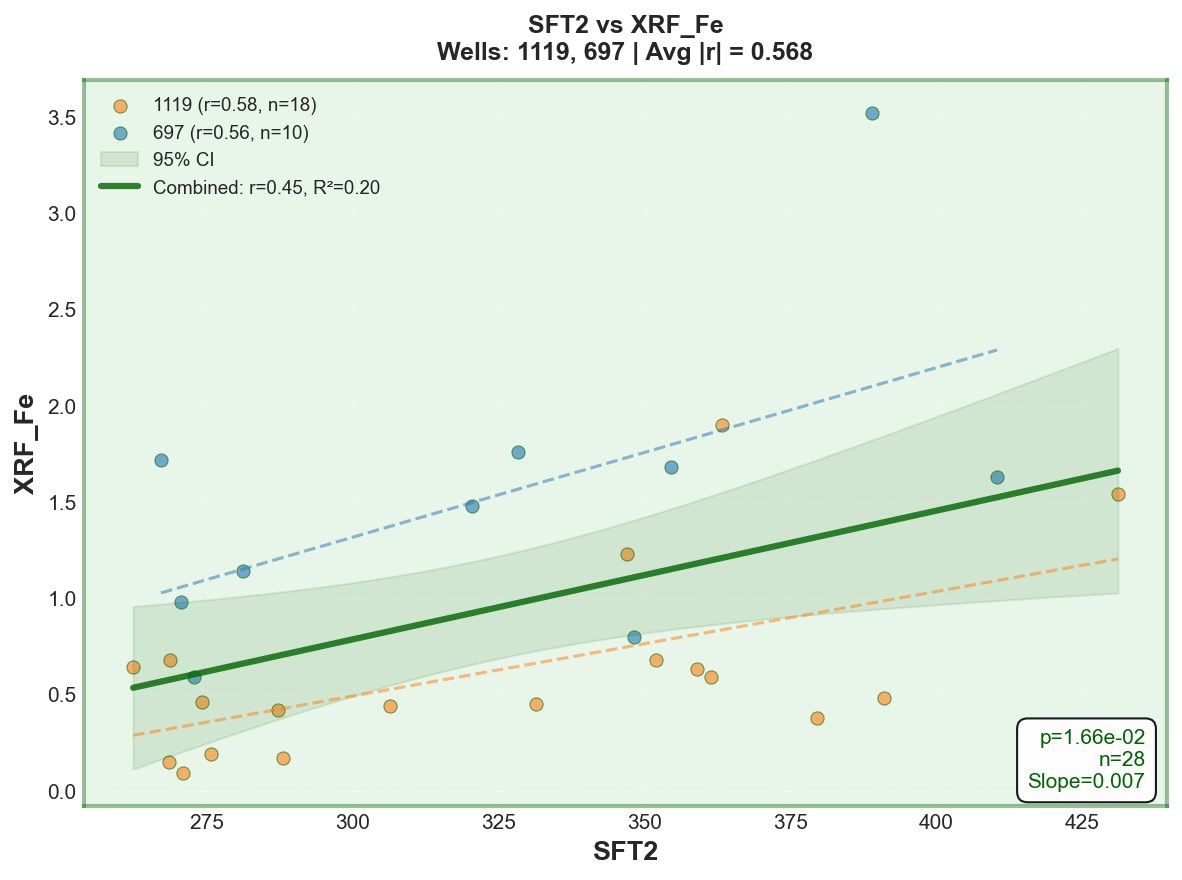 SFT2 vs XRF_Fe
Wells: 1119, 697 | Avg |r| = 0.568
1119 (r=0.58, n=18)
697 (r=0.56, n=10)
95% CI
Combined: r=0.45, R²=0.20
XRF_Fe
3.5
3.0
2.5
2.0
1.5
1.0
0.5
0.0
p=1.66e-02
n=28
Slope=0.007
275 300 325 350 375 400 425
SFT2